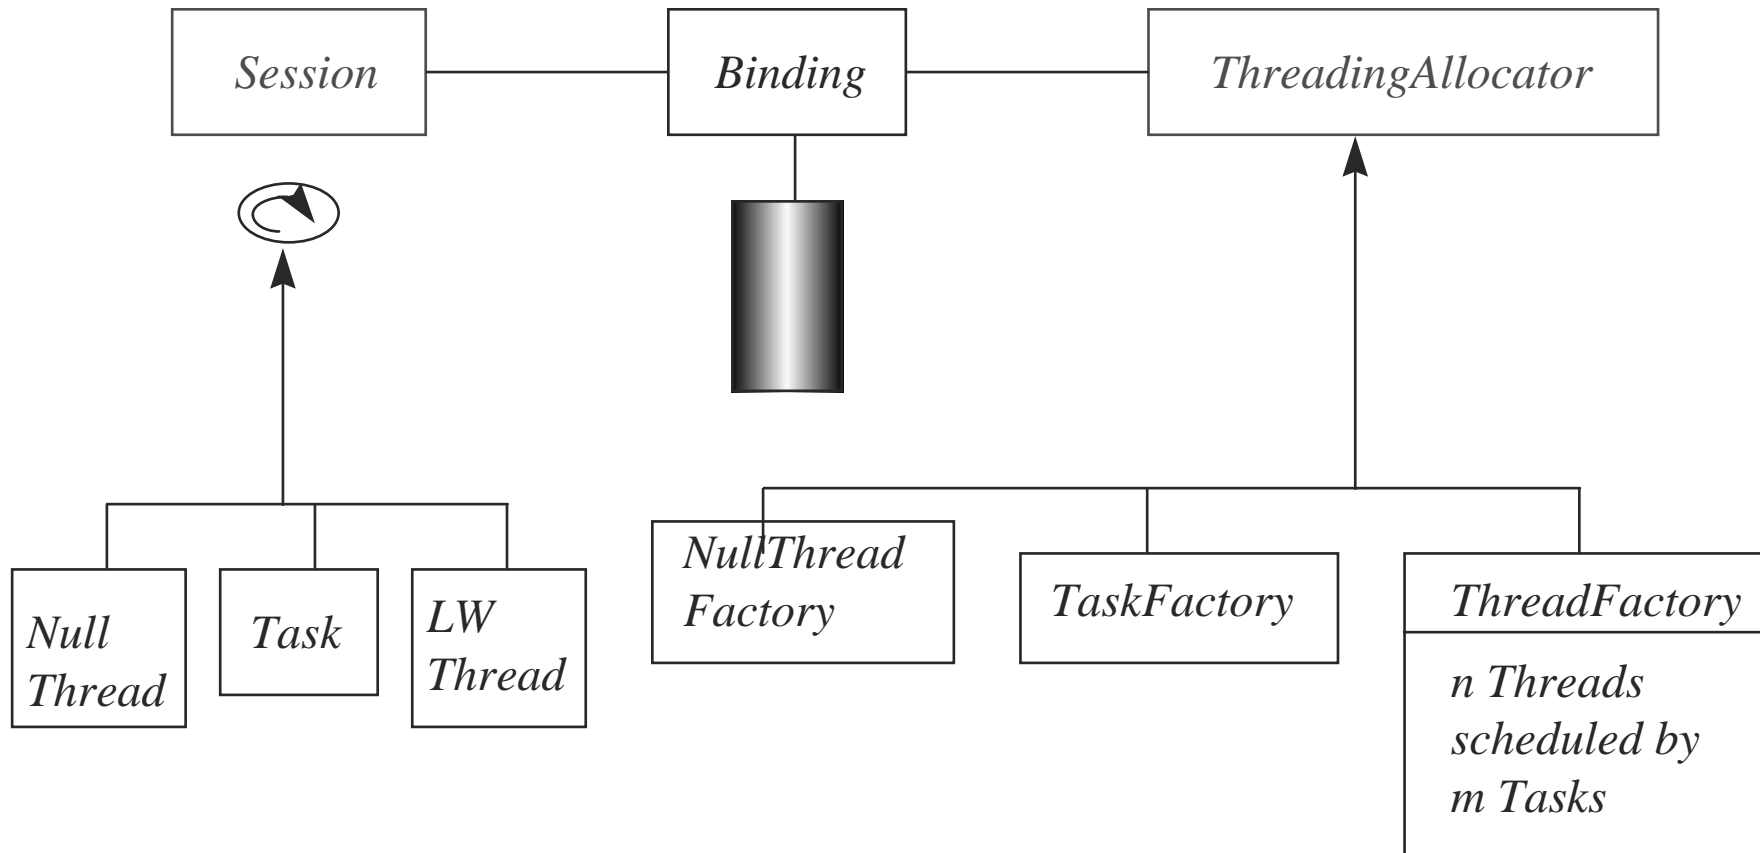 Session
Binding
ThreadingAllocator
Null
Thread
Task
LW
Thread
NullThread
Factory
TaskFactory
ThreadFactory
n Threads
scheduled by
m Tasks